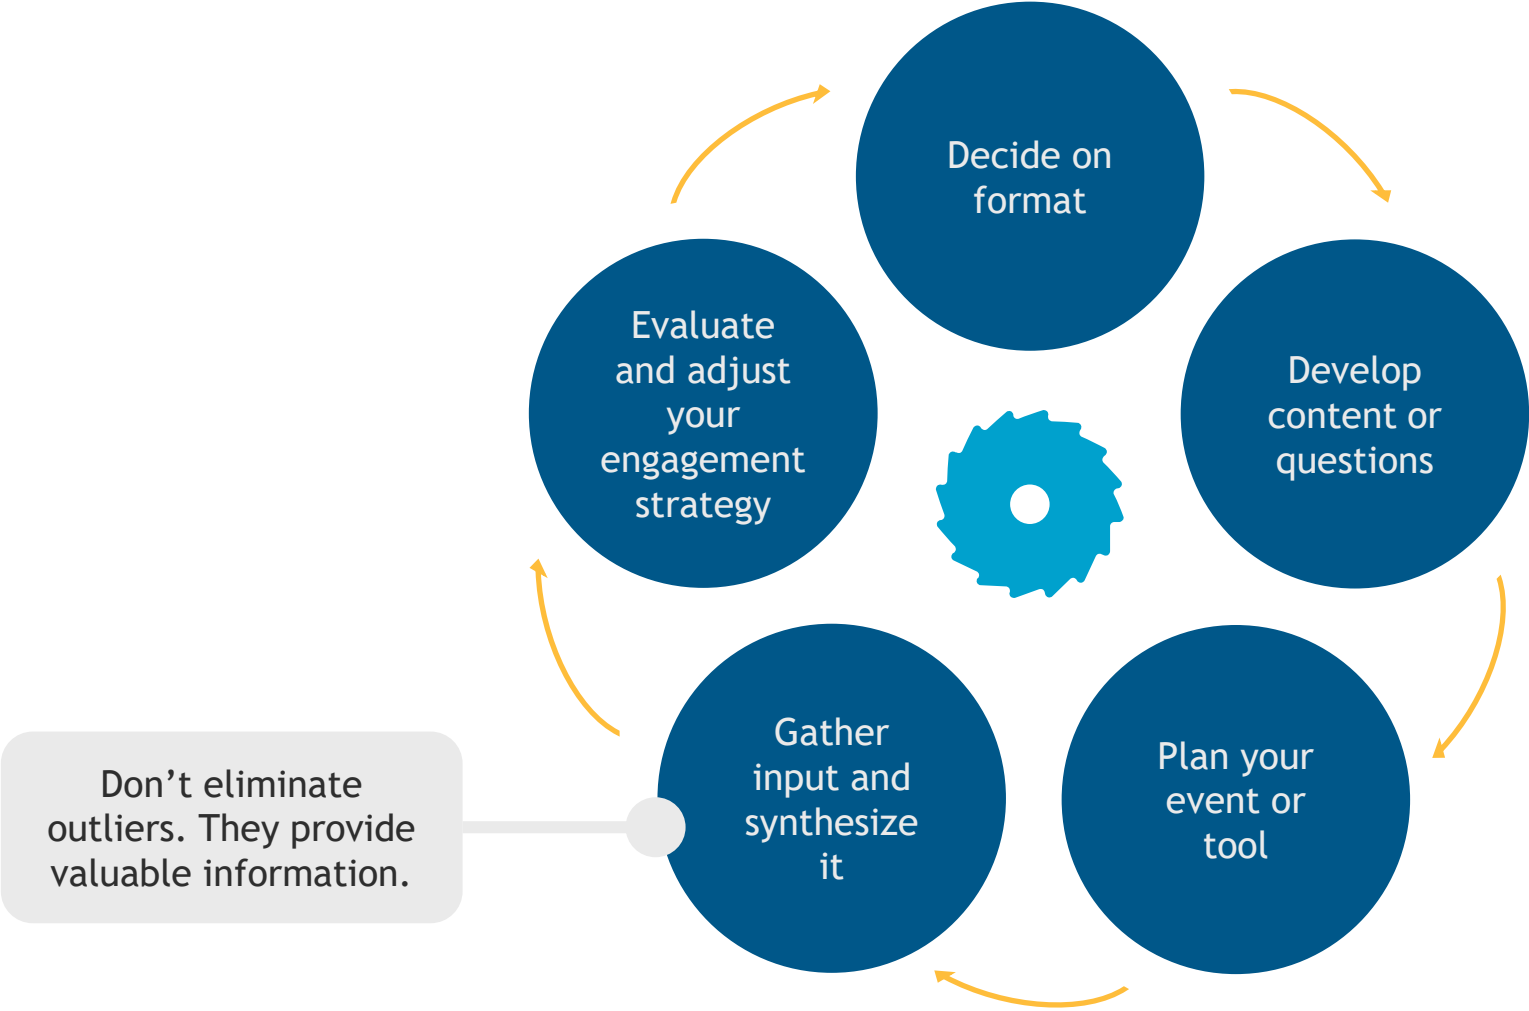 Decide on
format
Develop
content or
questions
Plan your
event or
tool
Gather
input and
synthesize
it
Don’t eliminate
outliers. They provide
valuable information.
Evaluate
and adjust
your
engagement
strategy